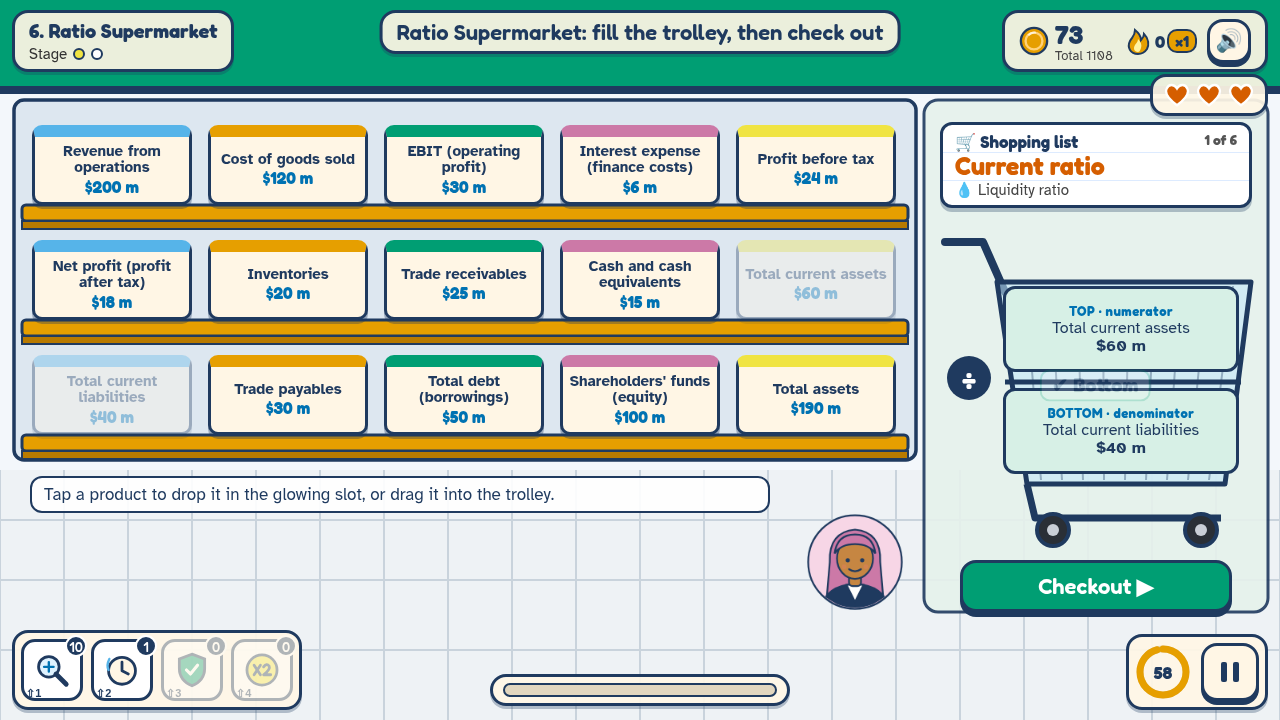 6. Ratio Supermarket
Stage
Ratio Supermarket: fill the trolley, then check out
73
Total 1108
0 x1
Revenue from
operations
$200 m
Cost of goods sold
$120 m
EBIT (operating
profit)
$30 m
Interest expense
(finance costs)
$6 m
Profit before tax
$24 m
Net profit (profit
after tax)
$18 m
Inventories
$20 m
Trade receivables
$25 m
Cash and cash
equivalents
$15 m
Total current assets
$60 m
Total current
liabilities
$40 m
Trade payables
$30 m
Total debt
(borrowings)
$50 m
Shareholders' funds
(equity)
$100 m
Total assets
$190 m
Shopping list
1 of 6
Current ratio
Liquidity ratio
÷
TOP · numerator
Total current assets
$60 m
✓ Bottom
BOTTOM · denominator
Total current liabilities
$40 m
Checkout ▶
Tap a product to drop it in the glowing slot, or drag it into the trolley.
10
⇧1
1
⇧2
0
⇧3
0
X2
⇧4
58